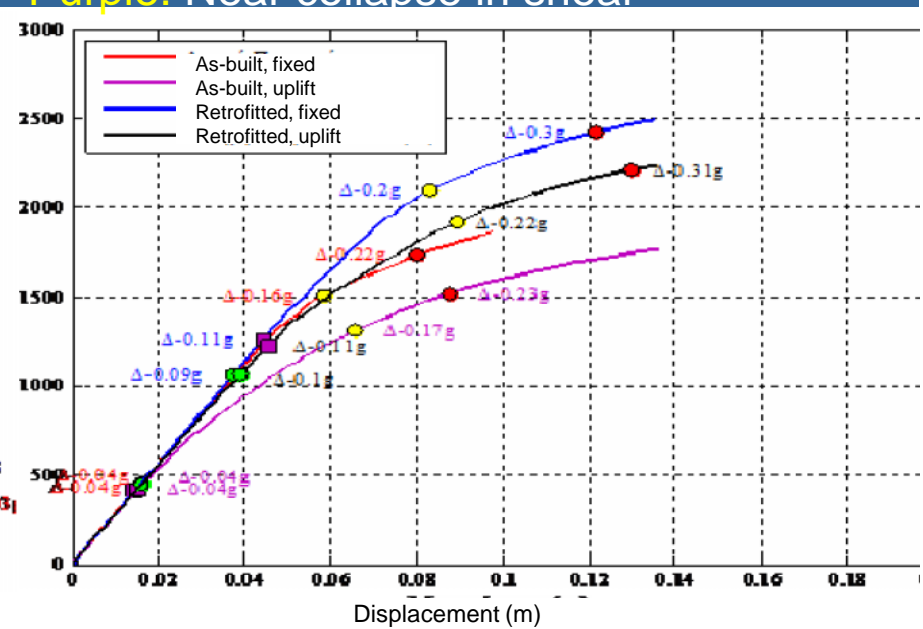 Purple: Near collapse in shear
3000
As-built, fixed
As-built, uplift
Retrofitted, fixed
Retrofitted, uplift
2500
Δ-0.3g
Δ-0.31g
Δ-0.2g
2000
Δ-0.22g
Δ-0.22g
1500
Δ-0.16g
Δ-0.23g
Δ-0.17g
Δ-0.11g
Δ-0.11g
1000
Δ-0.09g
Δ-0.1g
500
Δ-0.04g
Δ-0.04g
Δ-0.04g
Δ-0.04g
0
0 0.02 0.04 0.06 0.08 0.1 0.12 0.14 0.16 0.18
Displacement (m)